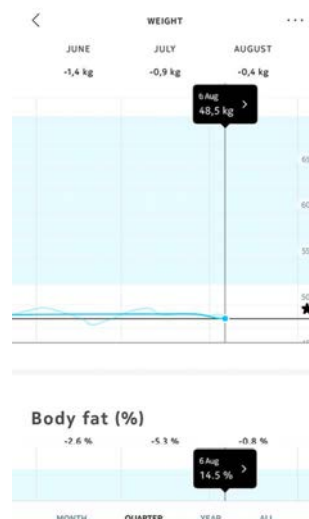 WEIGHT
JUNE JULY AUGUST
-1,4 kg -0,9 kg -0,4 kg
6 Aug
48,5 kg
60
55
50
Body fat (%)
-2.6 % -5.3 % -0.8 %
6 Aug
14.5 %
MONTH QUARTER YEAR ALL